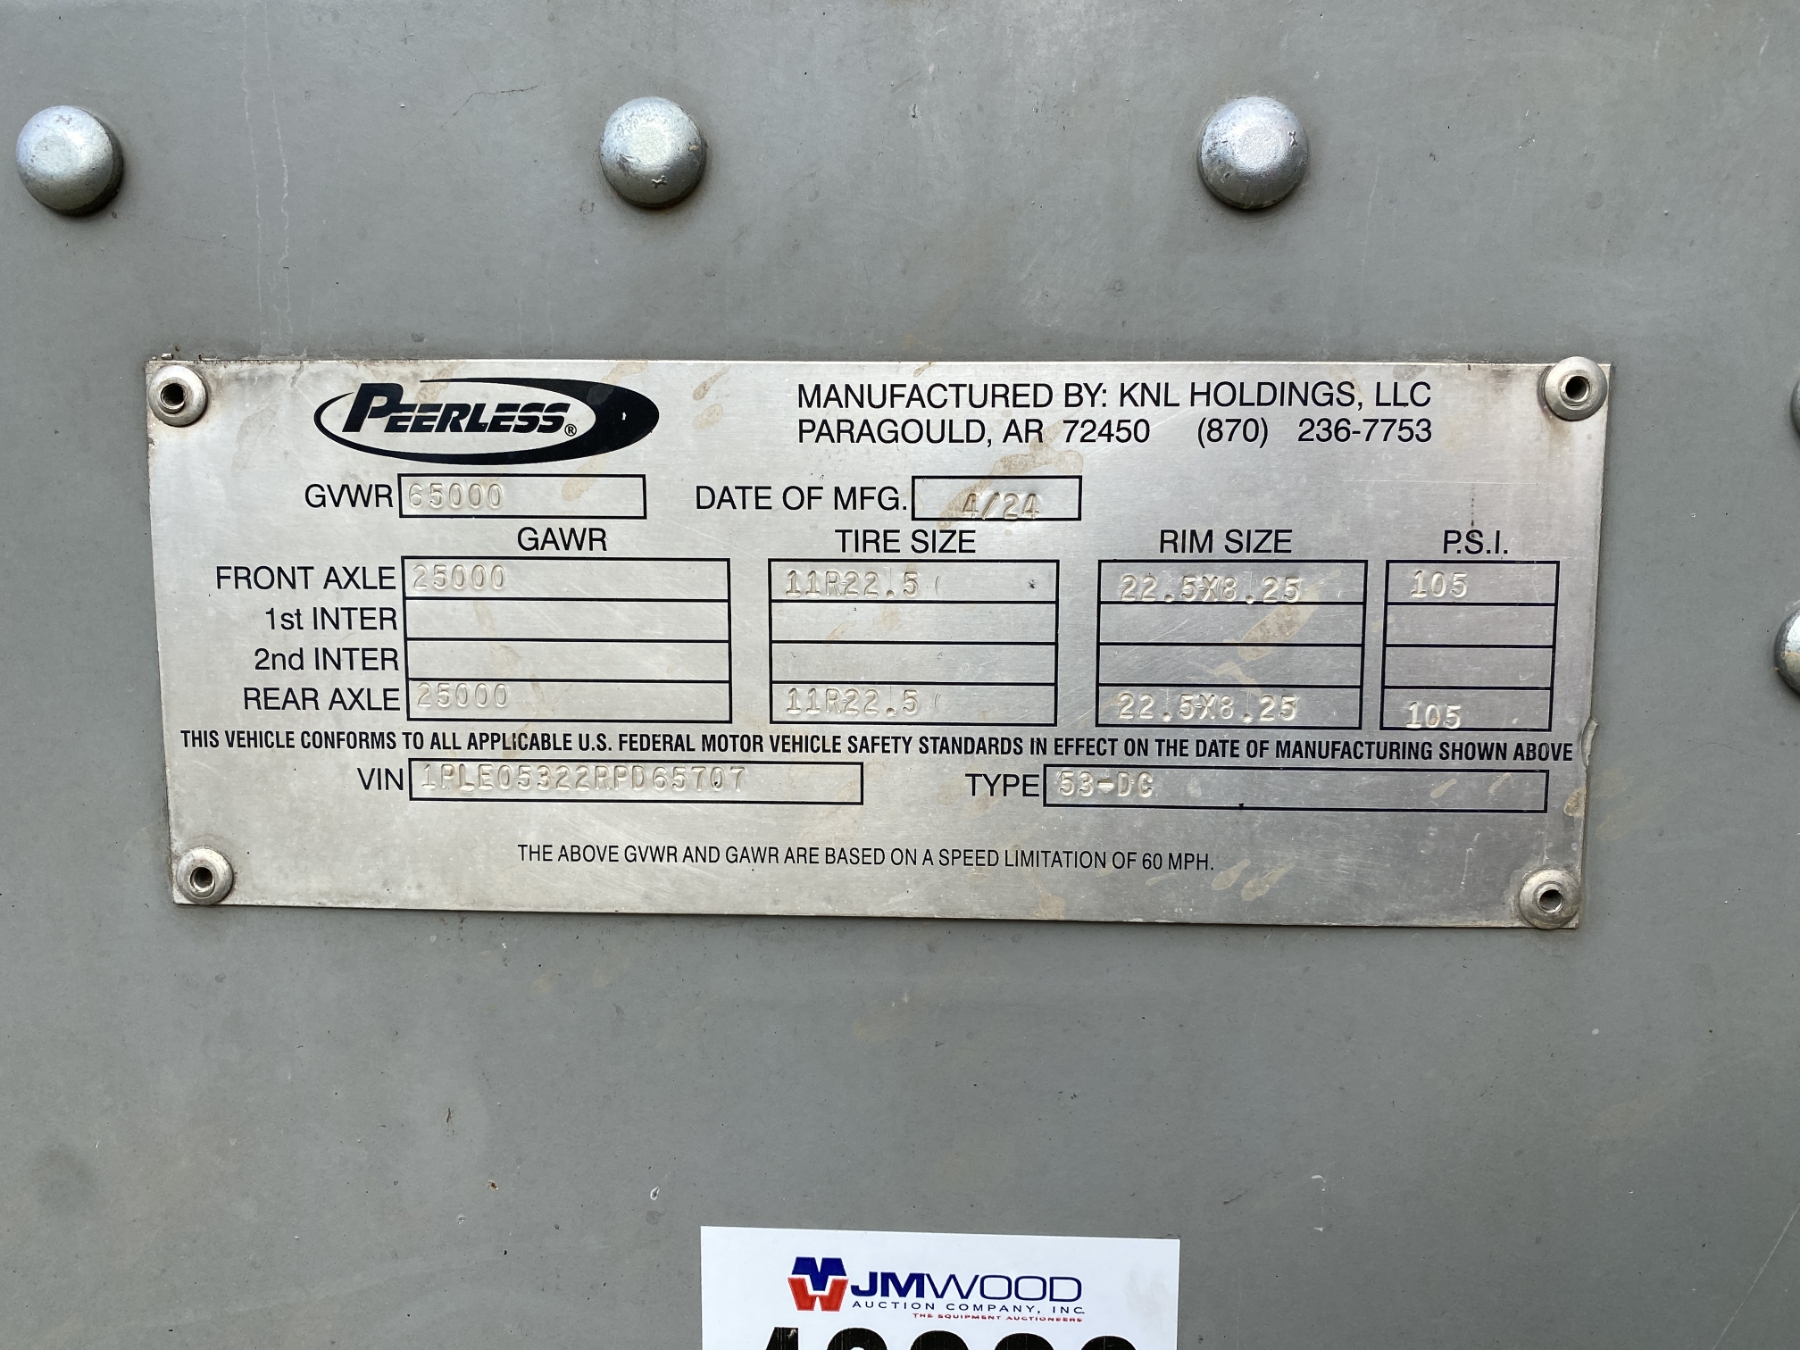 PEERLESS®
MANUFACTURED BY: KNL HOLDINGS, LLC
PARAGOULD, AR 72450 (870) 236-7753
GVWR 65000 DATE OF MFG. 4/24
GAWR TIRE SIZE RIM SIZE P.S.I.
FRONT AXLE 25000 11R22.5 22.5X8.25 105
1st INTER
2nd INTER
REAR AXLE 25000 11R22.5 22.5X8.25 105
THIS VEHICLE CONFORMS TO ALL APPLICABLE U.S. FEDERAL MOTOR VEHICLE SAFETY STANDARDS IN EFFECT ON THE DATE OF MANUFACTURING SHOWN ABOVE
VIN 1PLE05322RPD65707 TYPE 53-DC
THE ABOVE GVWR AND GAWR ARE BASED ON A SPEED LIMITATION OF 60 MPH.
JMWOOD
AUCTION COMPANY, INC.
THE EQUIPMENT AUCTIONEERS